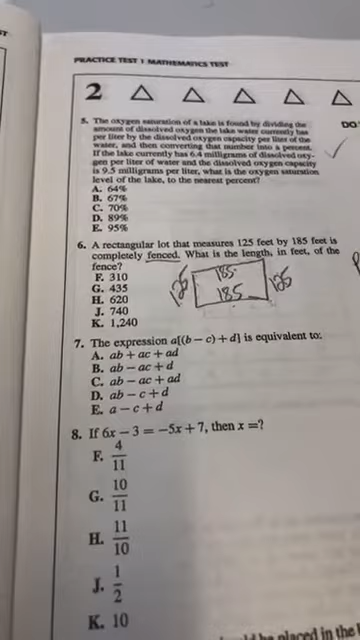 PRACTICE TEST 1 MATHEMATICS TEST
2
DO
5. The oxygen saturation of a lake is found by dividing the
amount of dissolved oxygen the lake water currently has
per liter by the dissolved oxygen capacity per liter of the
water, and then converting that number into a percent.
If the lake currently has 6.4 milligrams of dissolved oxy-
gen per liter of water and the dissolved oxygen capacity
is 9.5 milligrams per liter, what is the oxygen saturation
level of the lake, to the nearest percent?
A. 64%
B. 67%
C. 70%
D. 89%
E. 95%
6. A rectangular lot that measures 125 feet by 185 feet is
completely fenced. What is the length, in feet, of the
fence?
F. 310
G. 435
H. 620
J. 740
K. 1,240
185
125
185
125
7. The expression a[(b − c) + d] is equivalent to:
A. ab + ac + ad
B. ab − ac + d
C. ab − ac + ad
D. ab − c + d
E. a − c + d
8. If 6x − 3 = −5x + 7, then x = ?
F. 4/11
G. 10/11
H. 11/10
J. 1/2
K. 10
be placed in the